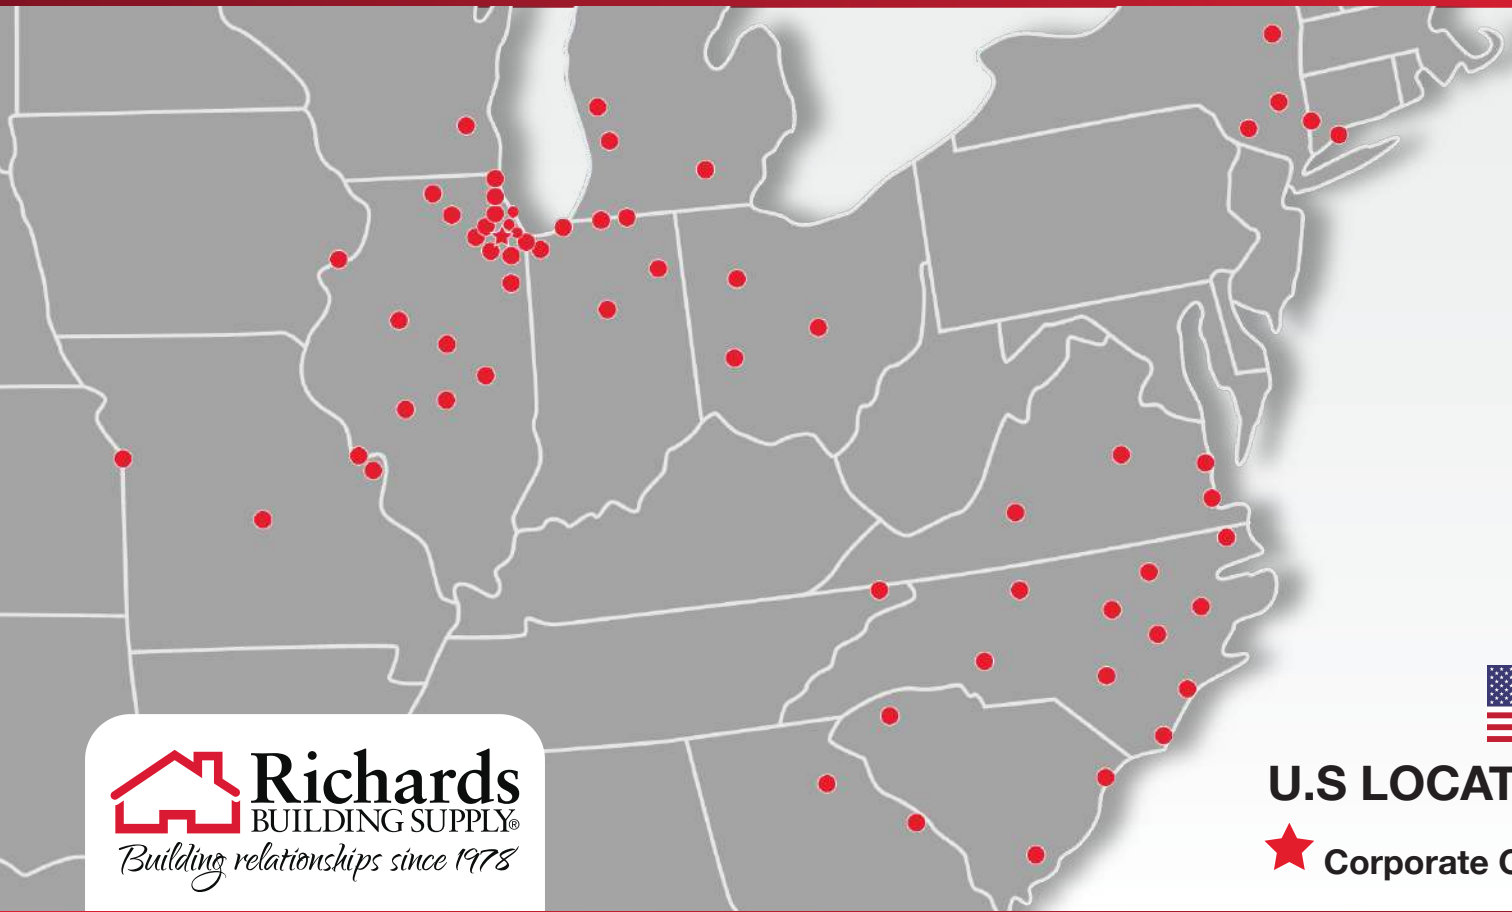 Richards
BUILDING SUPPLY®
Building relationships since 1978
U.S LOCAT
Corporate